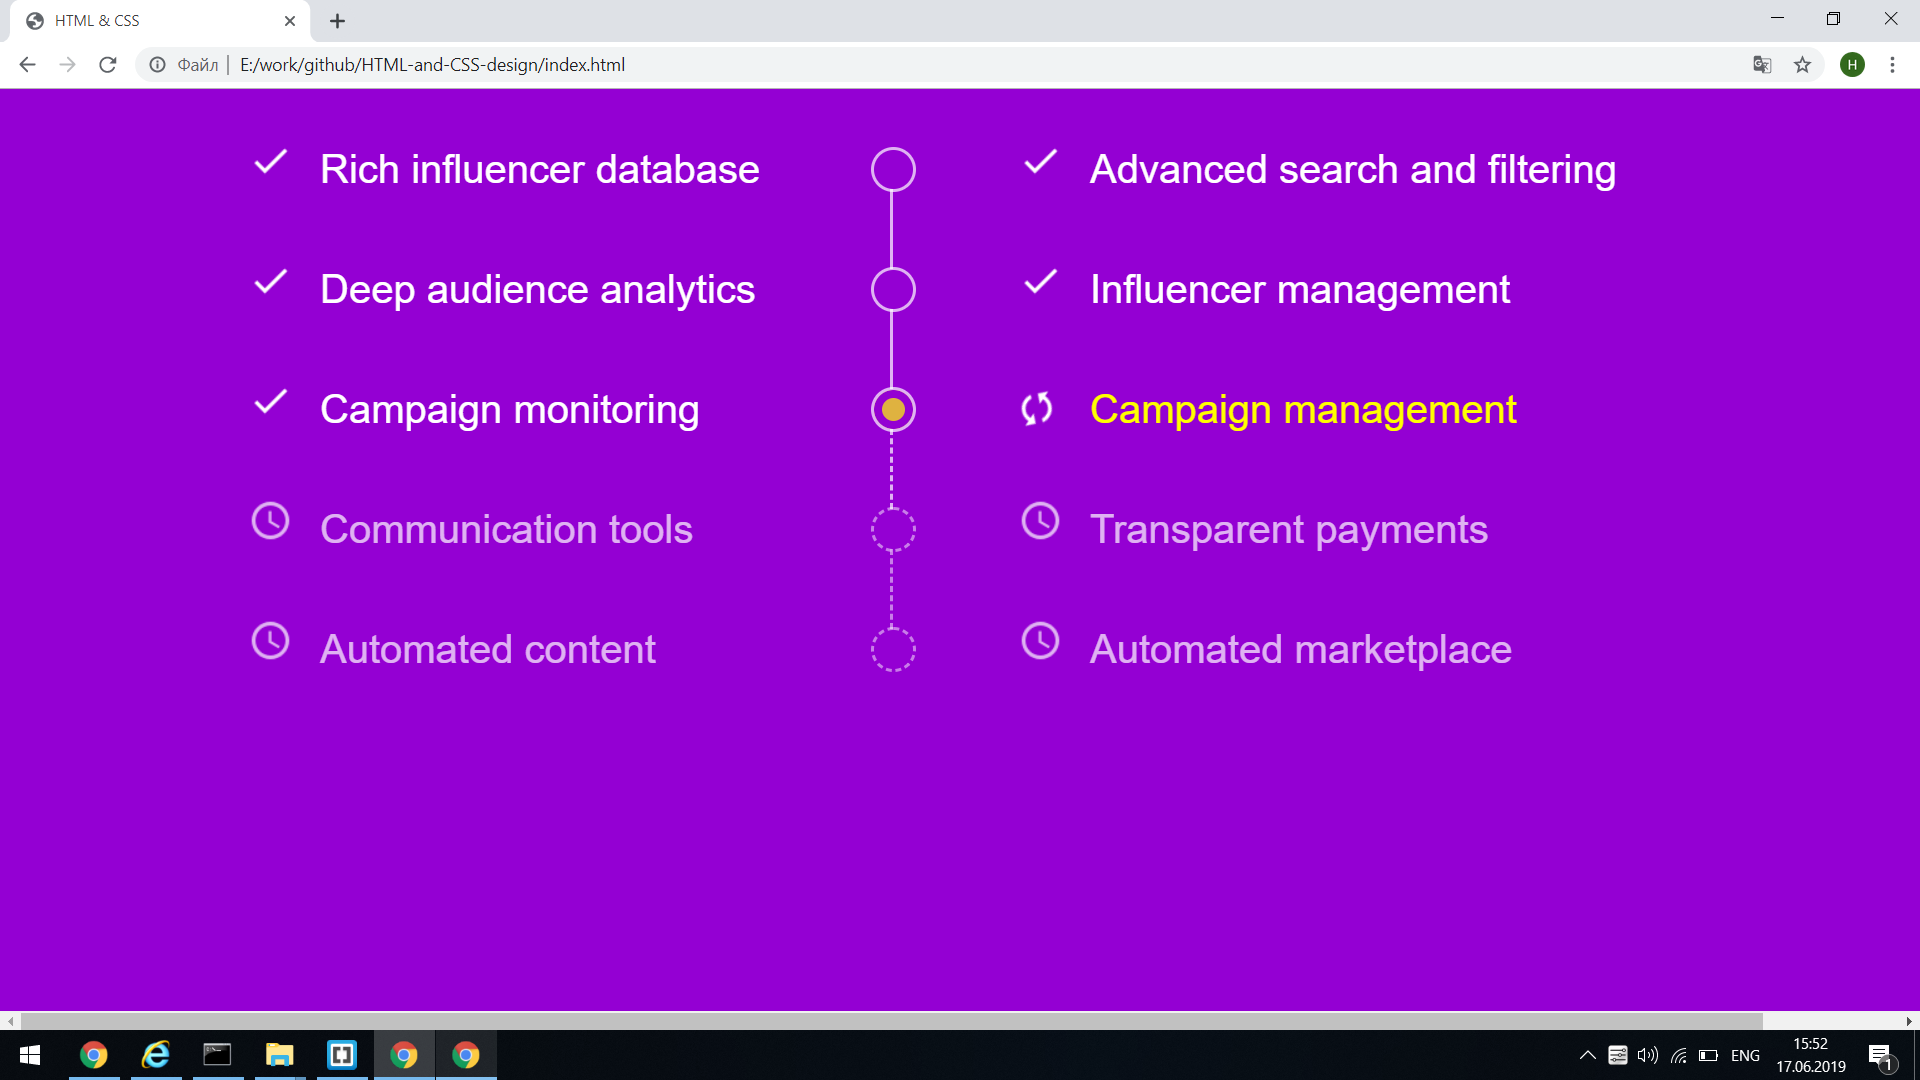 HTML & CSS
Файл | E:/work/github/HTML-and-CSS-design/index.html
H
Rich influencer database
Advanced search and filtering
Deep audience analytics
Influencer management
Campaign monitoring
Campaign management
Communication tools
Transparent payments
Automated content
Automated marketplace
ENG
15:52
17.06.2019
1